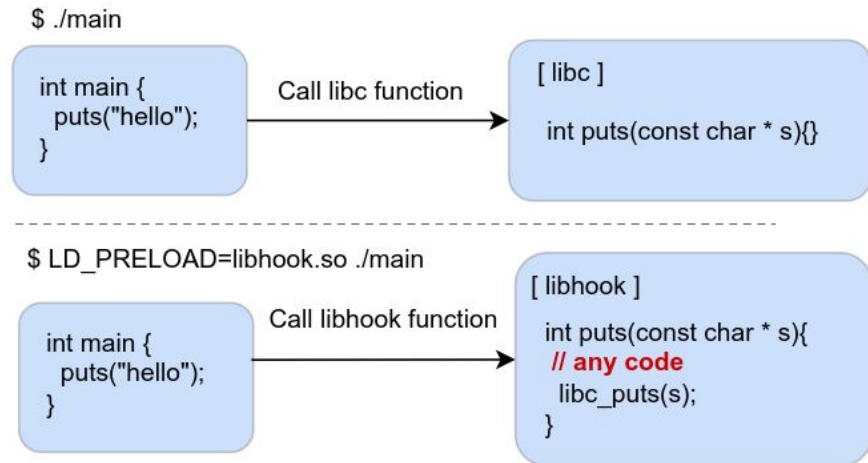 $ ./main
int main {
puts("hello");
}
Call libc function
[ libc ]
int puts(const char * s){}
$ LD_PRELOAD=libhook.so ./main
int main {
puts("hello");
}
Call libhook function
[ libhook ]
int puts(const char * s){
// any code
libc_puts(s);
}